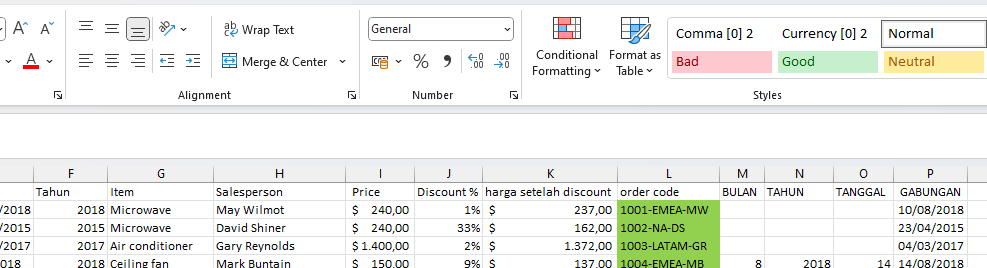 A^ A˅ ab Wrap Text General Comma [0] 2 Currency [0] 2 Normal
A Merge & Center % 9 ,00 Conditional Formatting Format as Table Bad Good Neutral
Alignment Number Styles
F G H I J K L M N O P
Tahun Item Salesperson Price Discount % harga setelah discount order code BULAN TAHUN TANGGAL GABUNGAN
/2018 2018 Microwave May Wilmot $ 240,00 1% $ 237,00 1001-EMEA-MW 10/08/2018
/2015 2015 Microwave David Shiner $ 240,00 33% $ 162,00 1002-NA-DS 23/04/2015
/2017 2017 Air conditioner Gary Reynolds $ 1.400,00 2% $ 1.372,00 1003-LATAM-GR 04/03/2017
/2018 2018 Ceiling fan Mark Buntain $ 150,00 9% $ 137,00 1004-EMEA-MB 8 2018 14 14/08/2018